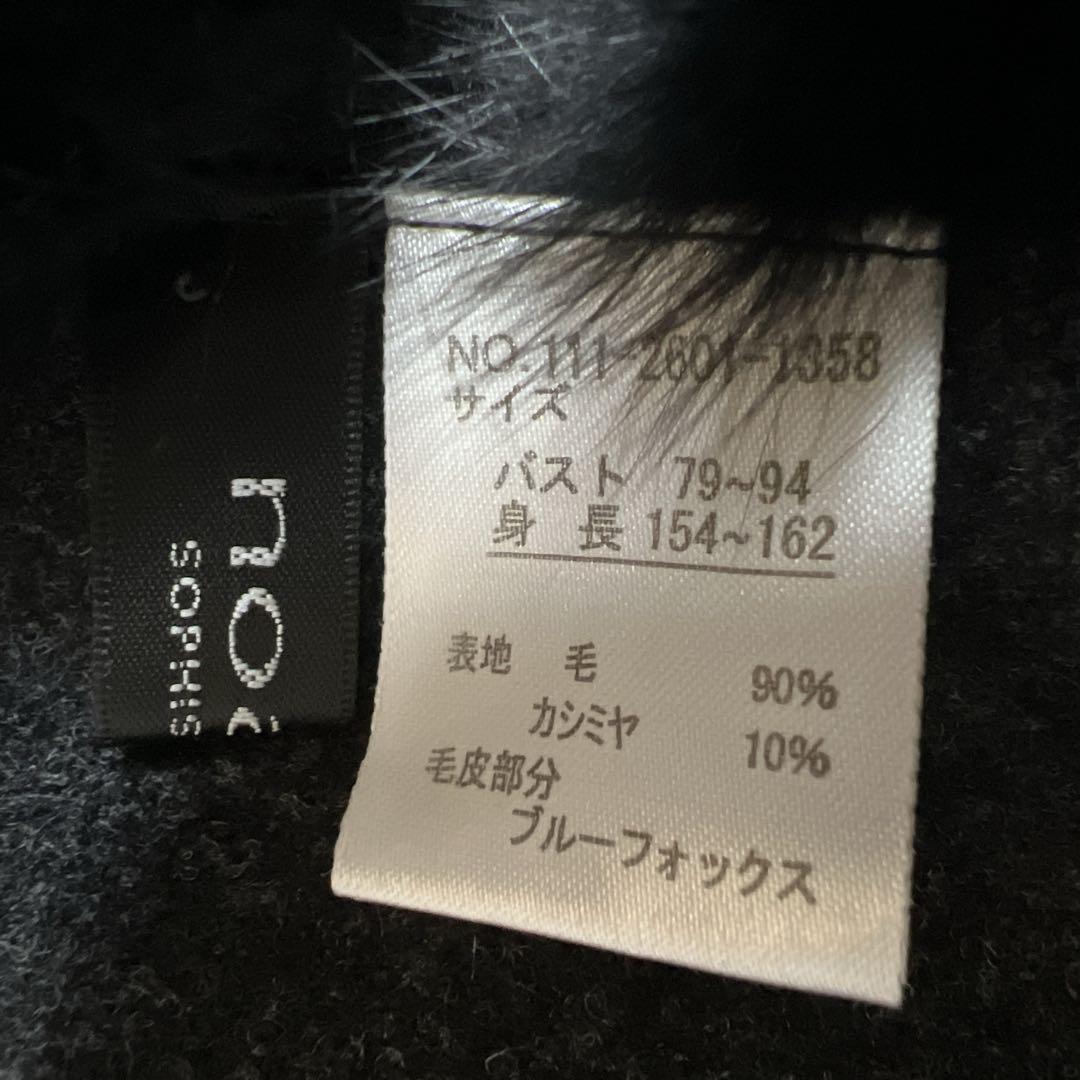 NO.111-2601-1358
サイズ
バスト 79~94
身 長 154~162
表地 毛 90%
カシミヤ 10%
毛皮部分
ブルーフォックス